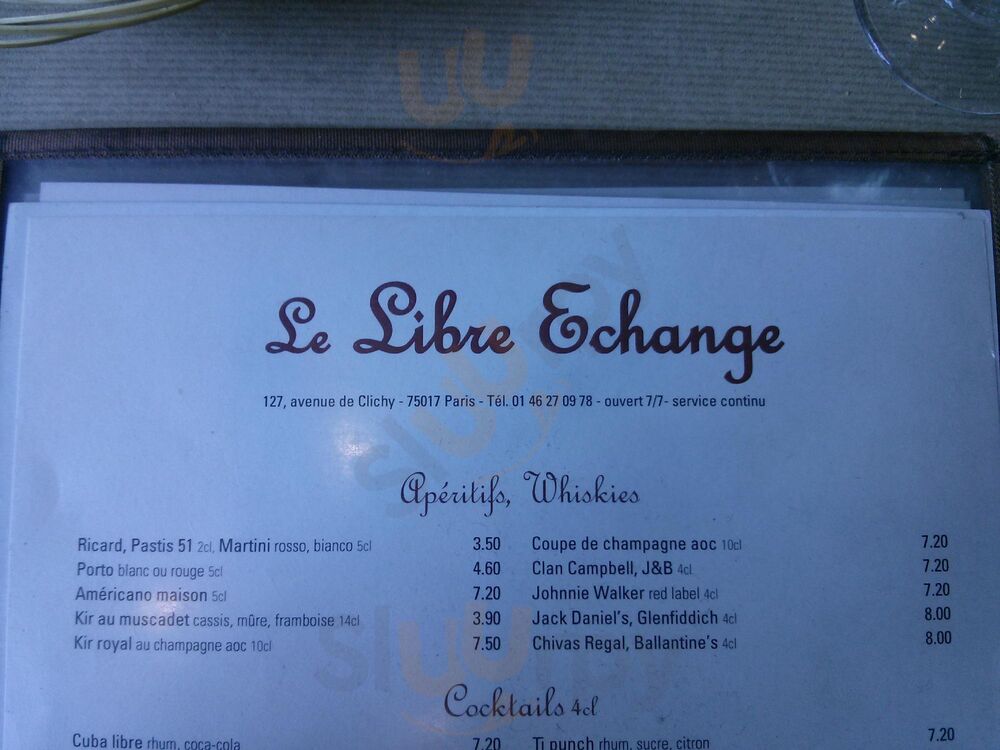 Le Libre Echange
127, avenue de Clichy - 75017 Paris - Tél. 01 46 27 09 78 - ouvert 7/7- service continu
Apéritifs, Whiskies
Ricard, Pastis 51 2cl, Martini rosso, bianco 5cl 3.50
Porto blanc ou rouge 5cl 4.60
Américano maison 5cl 7.20
Kir au muscadet cassis, mûre, framboise 14cl 3.90
Kir royal au champagne aoc 10cl 7.50
Coupe de champagne aoc 10cl 7.20
Clan Campbell, J&B 4cl 7.20
Johnnie Walker red label 4cl 7.20
Jack Daniel's, Glenfiddich 4cl 8.00
Chivas Regal, Ballantine's 4cl 8.00
Cocktails 4cl
Cuba libre rhum, coca-cola 7.20
Ti punch rhum, sucre, citron 7.20
sluurpy
sluurpy